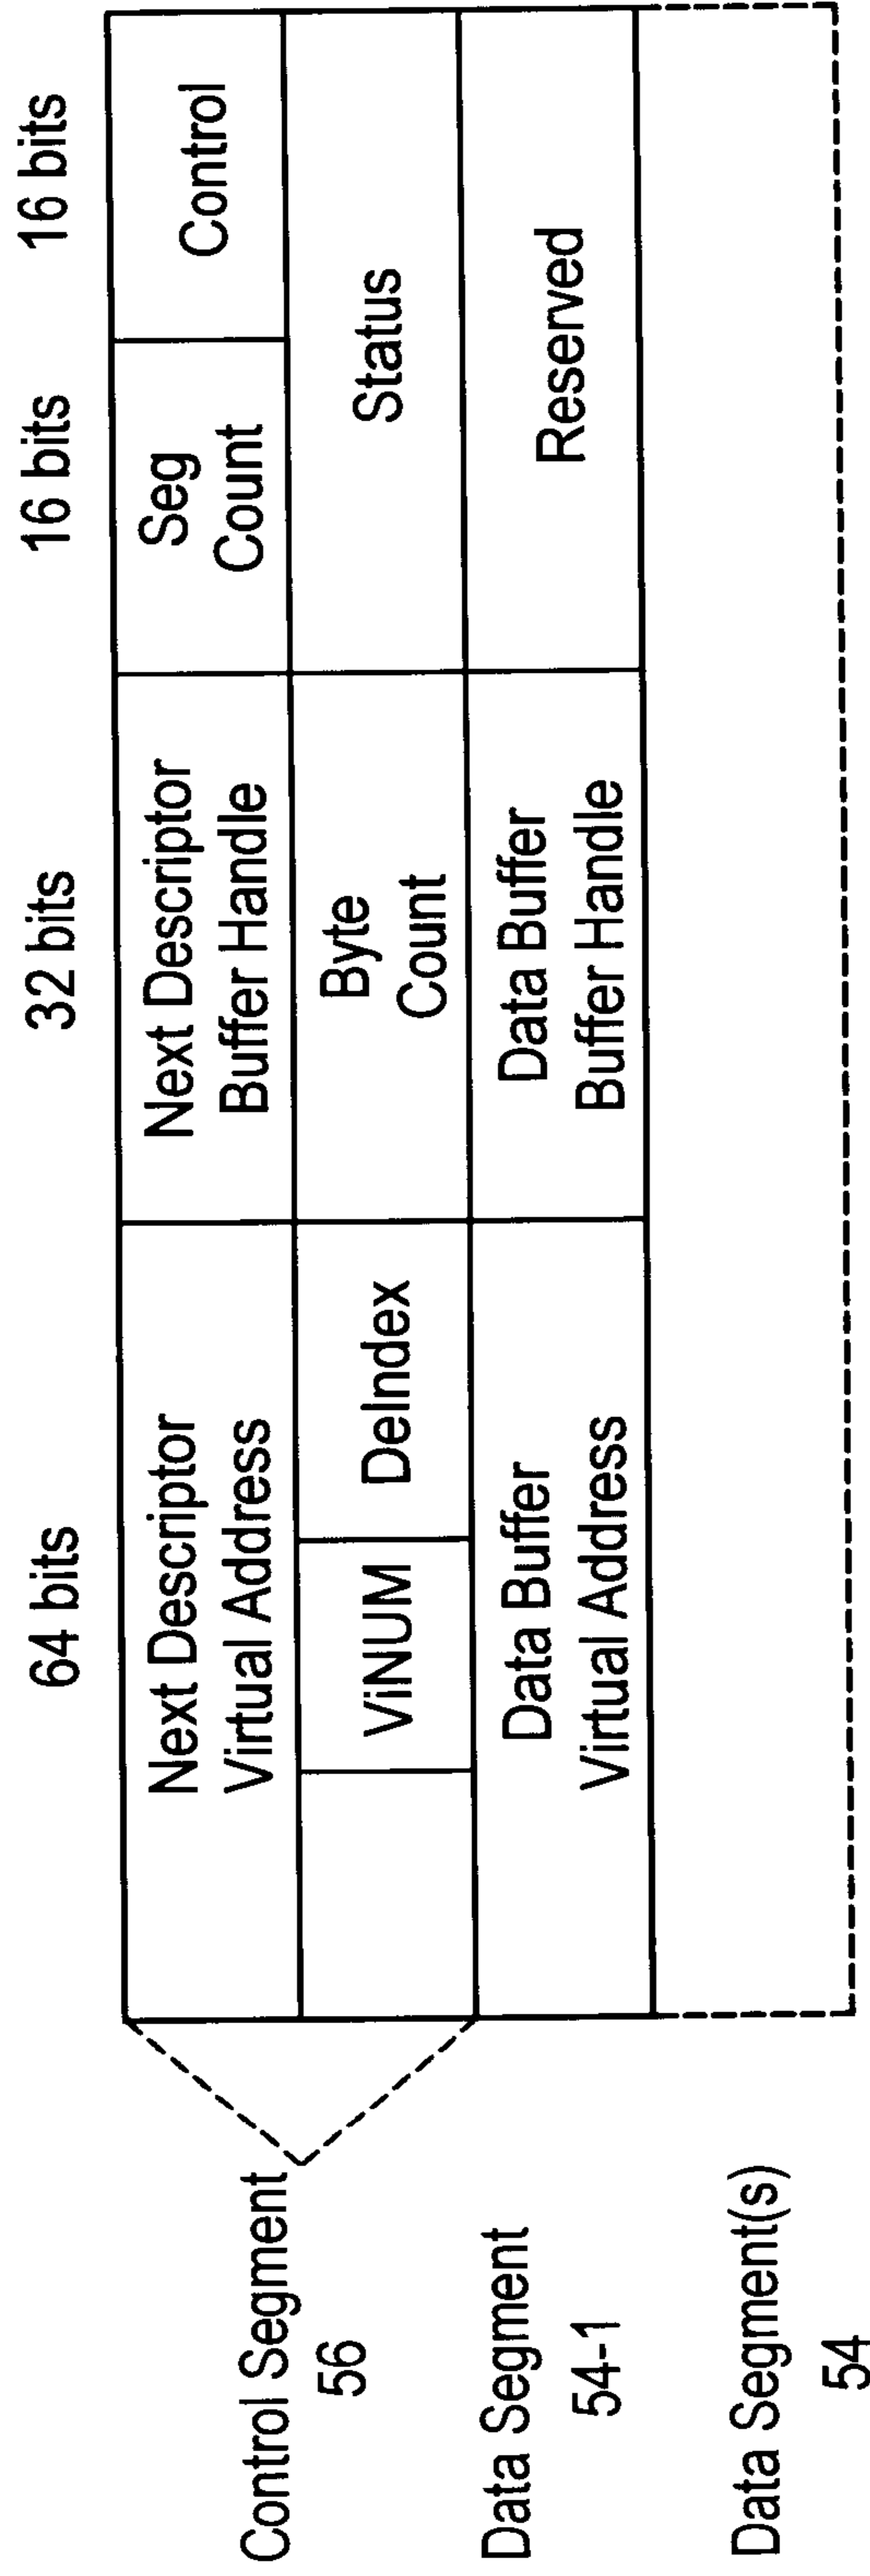 64 bits
32 bits
16 bits
16 bits
Control Segment
56
Next Descriptor
Virtual Address
Next Descriptor
Buffer Handle
Seg
Count
Control
ViNUM
DeIndex
Byte
Count
Status
Data Segment
54-1
Data Buffer
Virtual Address
Data Buffer
Buffer Handle
Reserved
Data Segment(s)
54